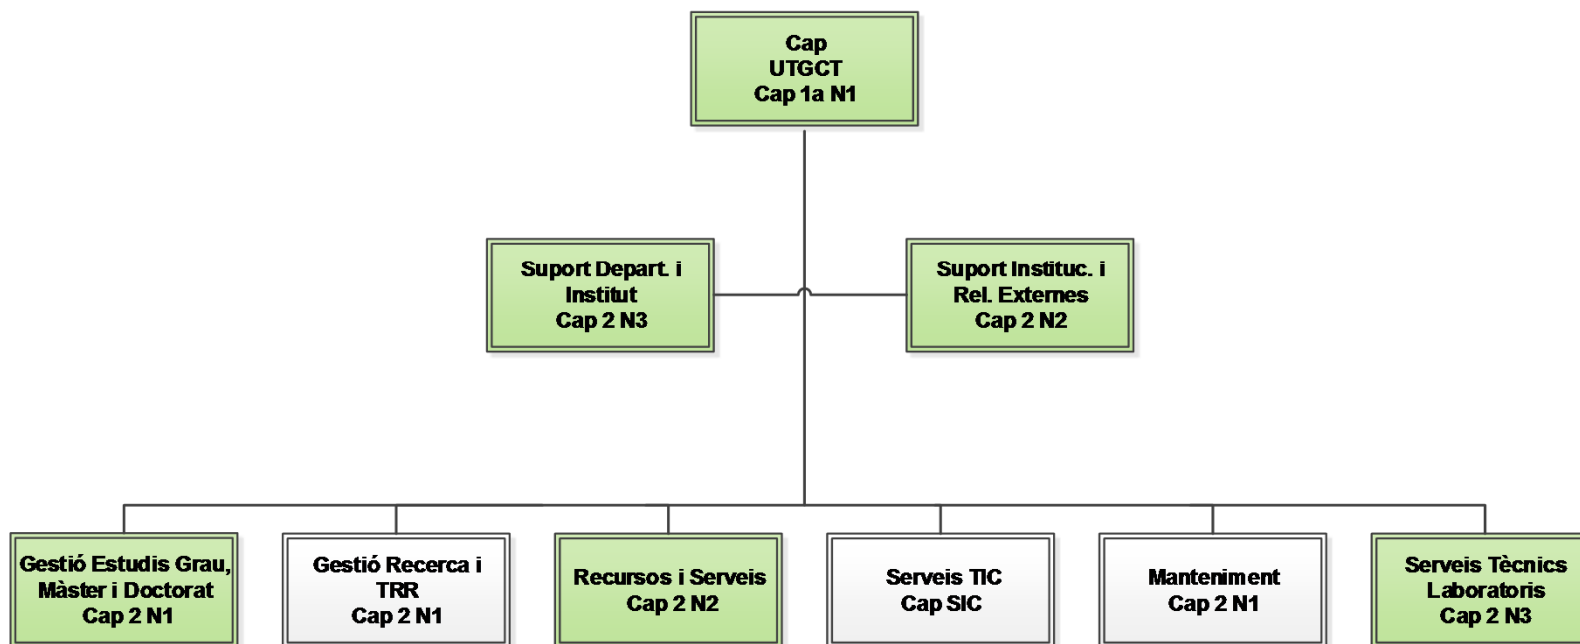 Cap
UTGCT
Cap 1a N1
Suport Depart. i
Institut
Cap 2 N3
Suport Instituc. i
Rel. Externes
Cap 2 N2
Gestió Estudis Grau,
Màster i Doctorat
Cap 2 N1
Gestió Recerca i
TRR
Cap 2 N1
Recursos i Serveis
Cap 2 N2
Serveis TIC
Cap SIC
Manteniment
Cap 2 N1
Serveis Tècnics
Laboratoris
Cap 2 N3